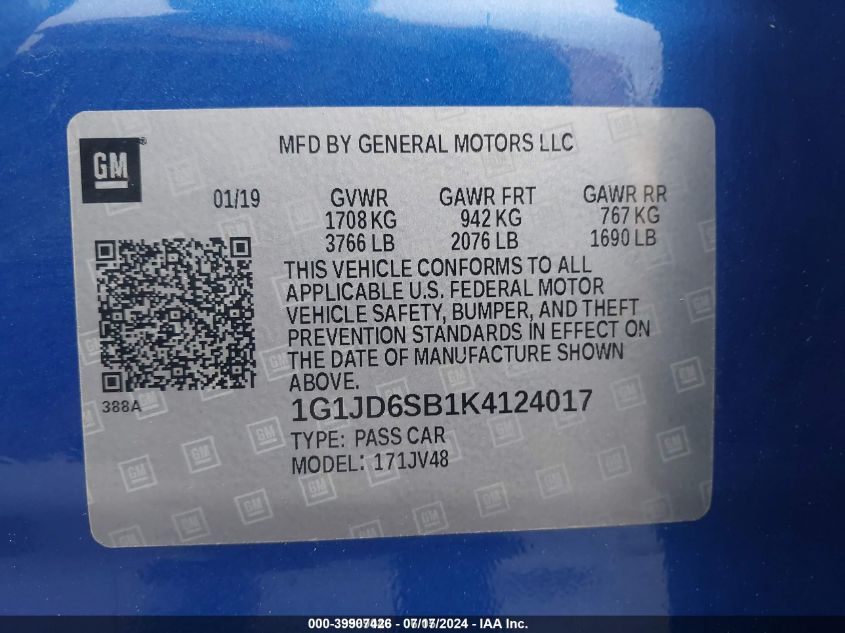 GM
MFD BY GENERAL MOTORS LLC
01/19 GVWR GAWR FRT GAWR RR
1708 KG 942 KG 767 KG
3766 LB 2076 LB 1690 LB
THIS VEHICLE CONFORMS TO ALL
APPLICABLE U.S. FEDERAL MOTOR
VEHICLE SAFETY, BUMPER, AND THEFT
PREVENTION STANDARDS IN EFFECT ON
THE DATE OF MANUFACTURE SHOWN
ABOVE.
388A
1G1JD6SB1K4124017
TYPE: PASS CAR
MODEL: 171JV48
- IAA Inc.